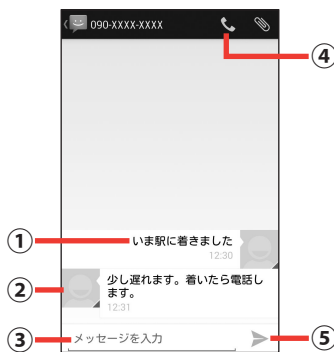 090-XXXX-XXXX
④
① いま駅に着きました
12:30
② 少し遅れます。着いたら電話し
ます。
12:31
③ メッセージを入力 ⑤